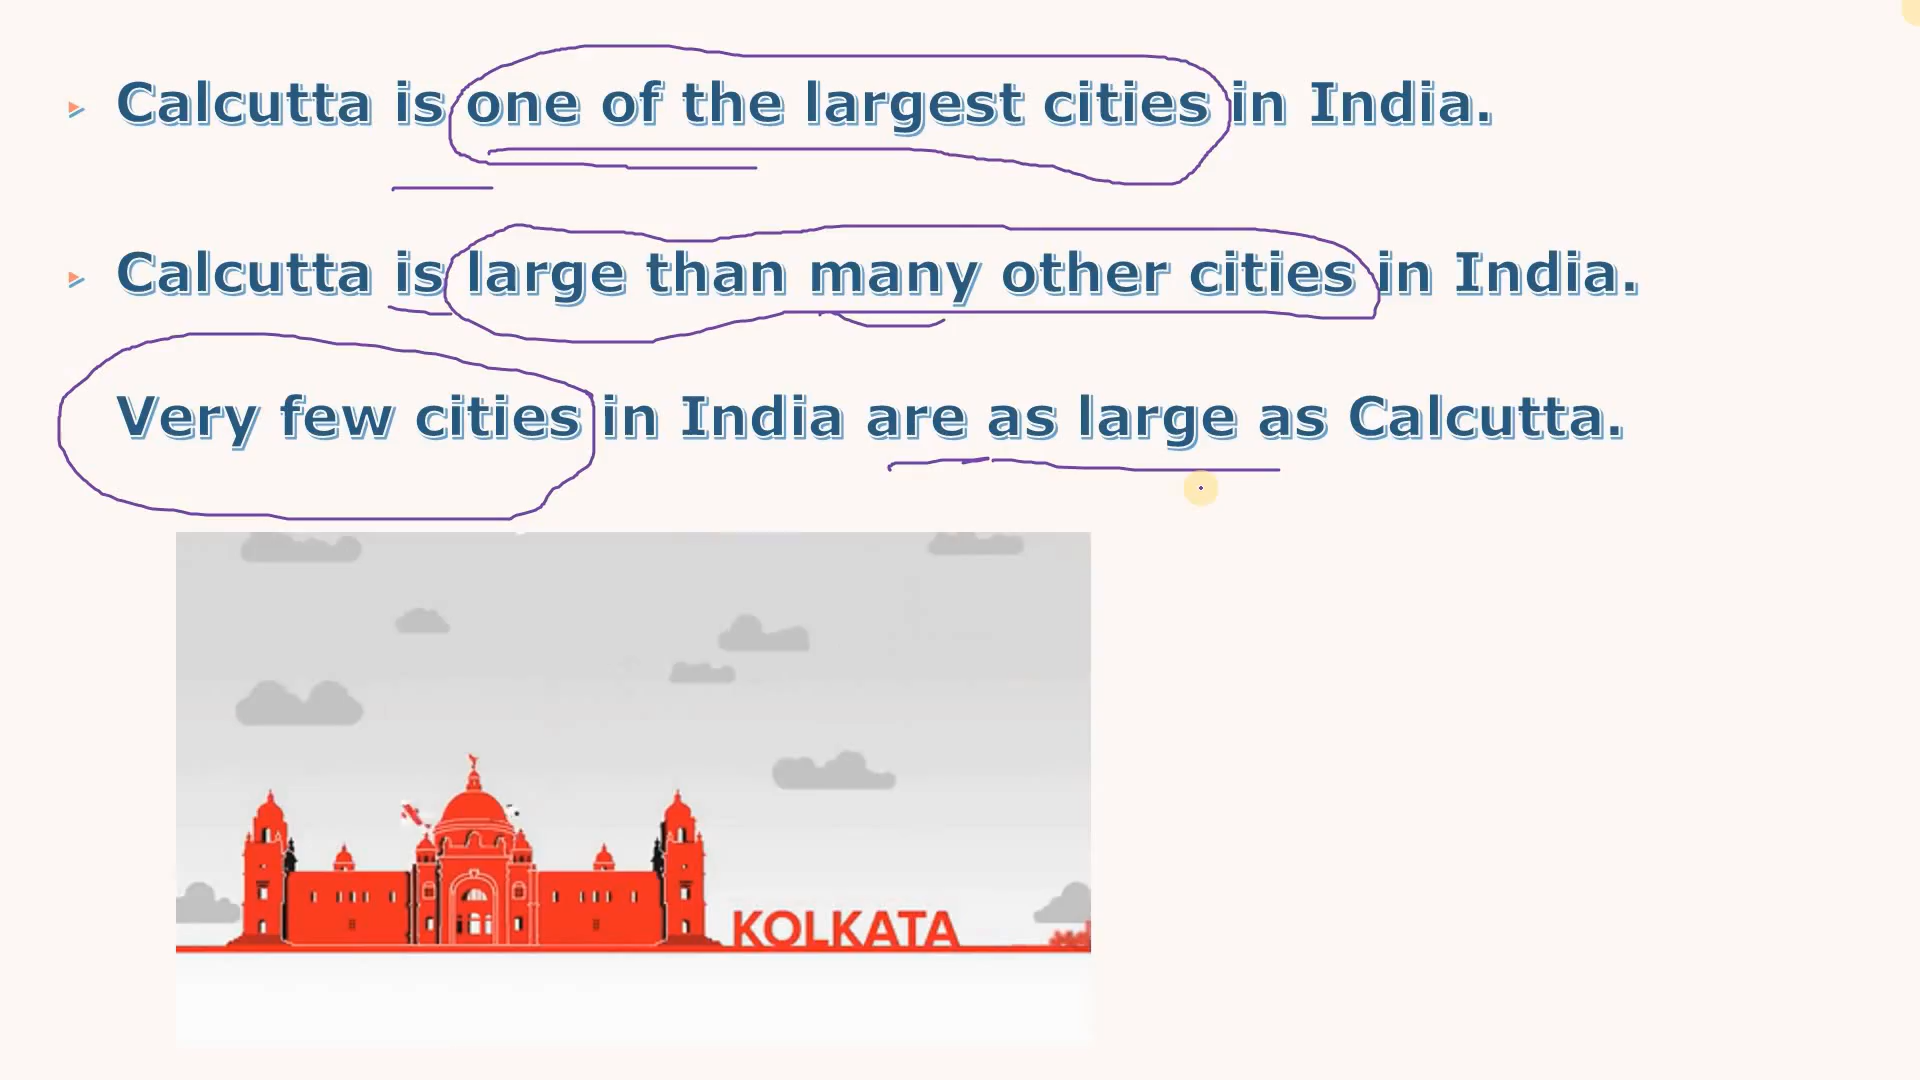 Calcutta is one of the largest cities in India.
Calcutta is large than many other cities in India.
Very few cities in India are as large as Calcutta.
KOLKATA